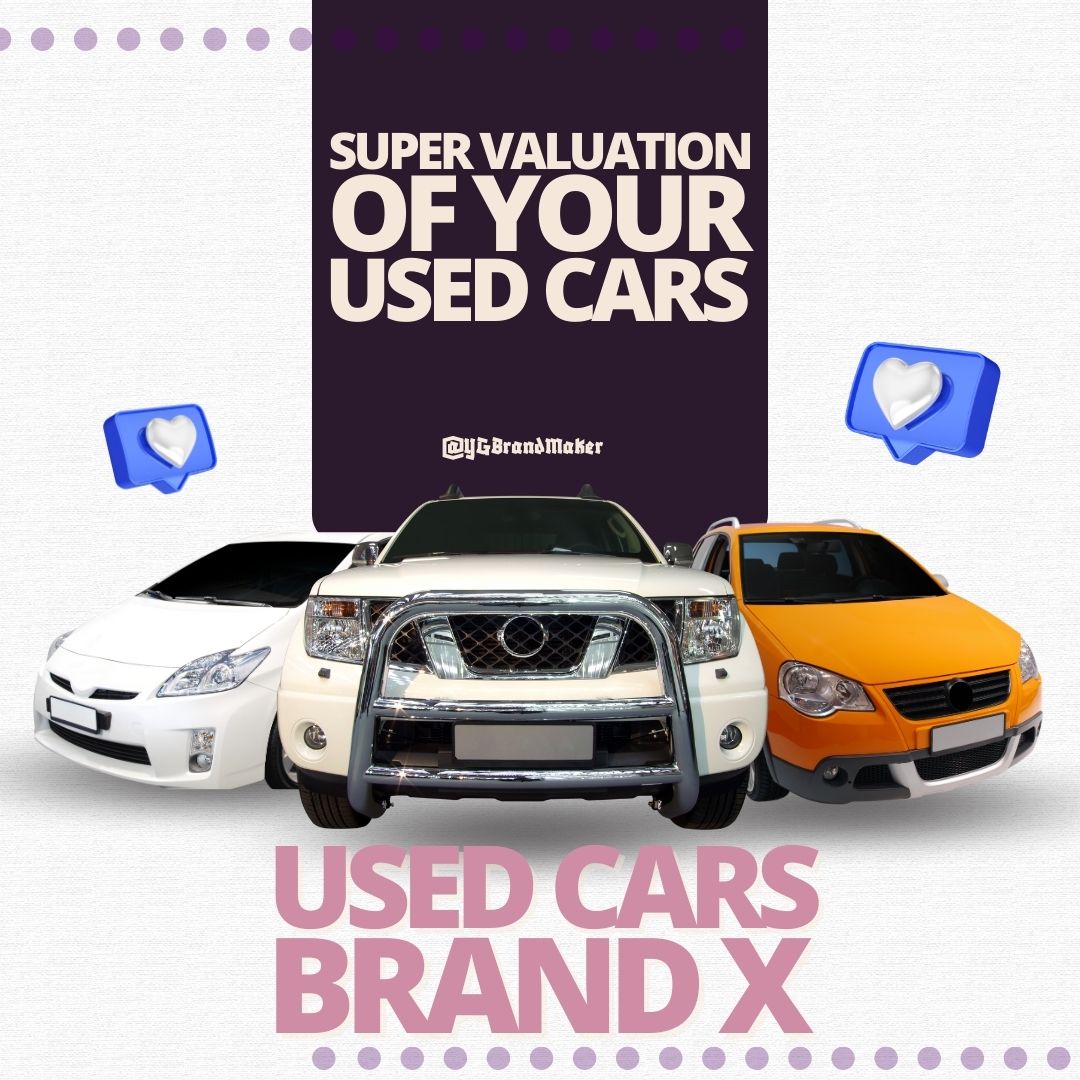 SUPER VALUATION
OF YOUR
USED CARS
@YGBrandMaker
USED CARS
BRAND X